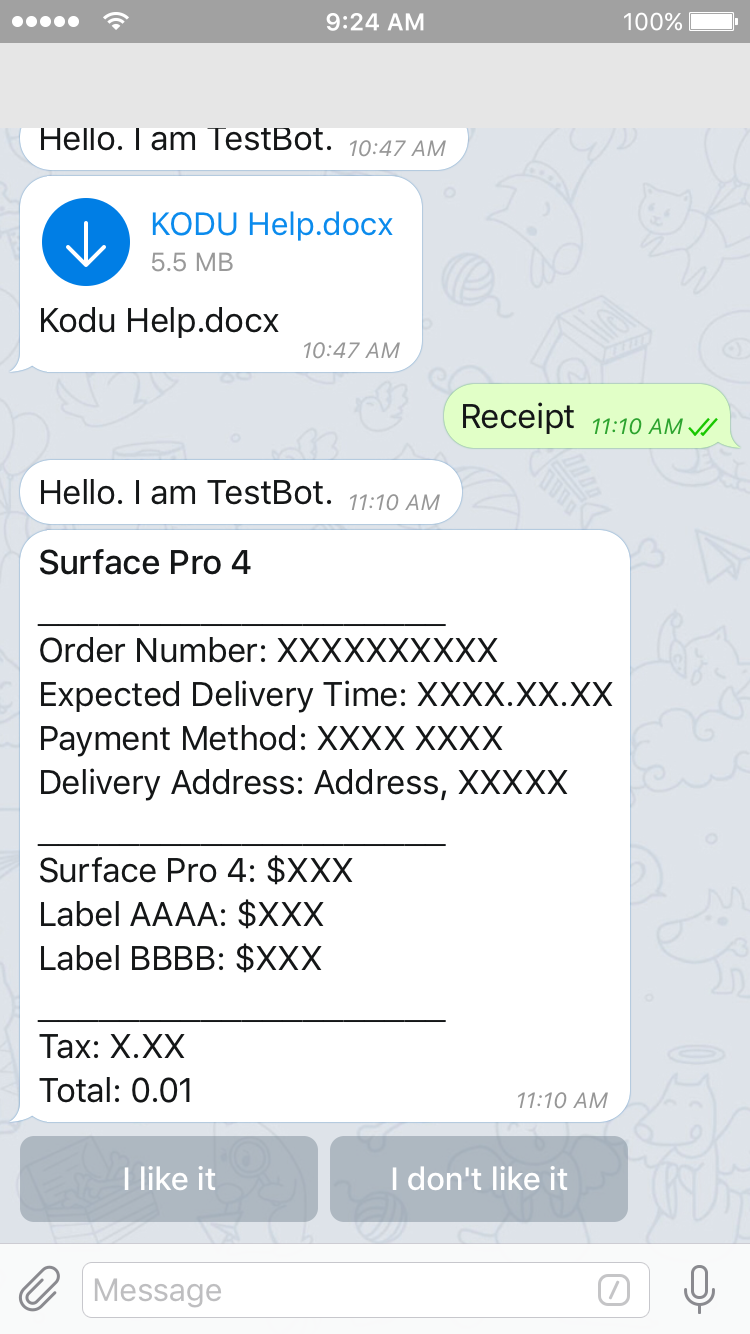 9:24 AM 100%
Hello. I am TestBot. 10:47 AM
KODU Help.docx
5.5 MB
Kodu Help.docx
10:47 AM
Receipt 11:10 AM
Hello. I am TestBot. 11:10 AM
Surface Pro 4
Order Number: XXXXXXXXXX
Expected Delivery Time: XXXX.XX.XX
Payment Method: XXXX XXXX
Delivery Address: Address, XXXXX
Surface Pro 4: $XXX
Label AAAA: $XXX
Label BBBB: $XXX
Tax: X.XX
Total: 0.01
11:10 AM
I like it I don't like it
Message